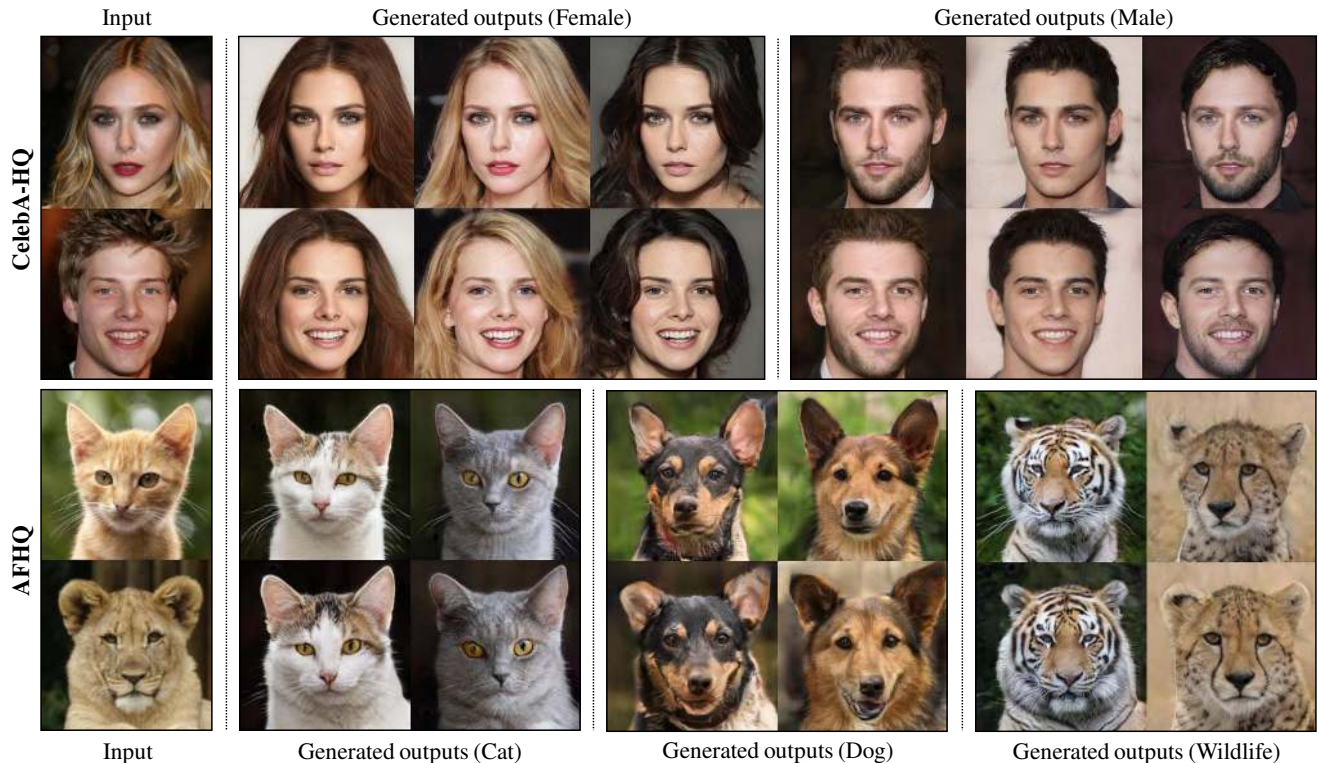 Input
Generated outputs (Female)
Generated outputs (Male)
CelebA-HQ
AFHQ
Input
Generated outputs (Cat)
Generated outputs (Dog)
Generated outputs (Wildlife)